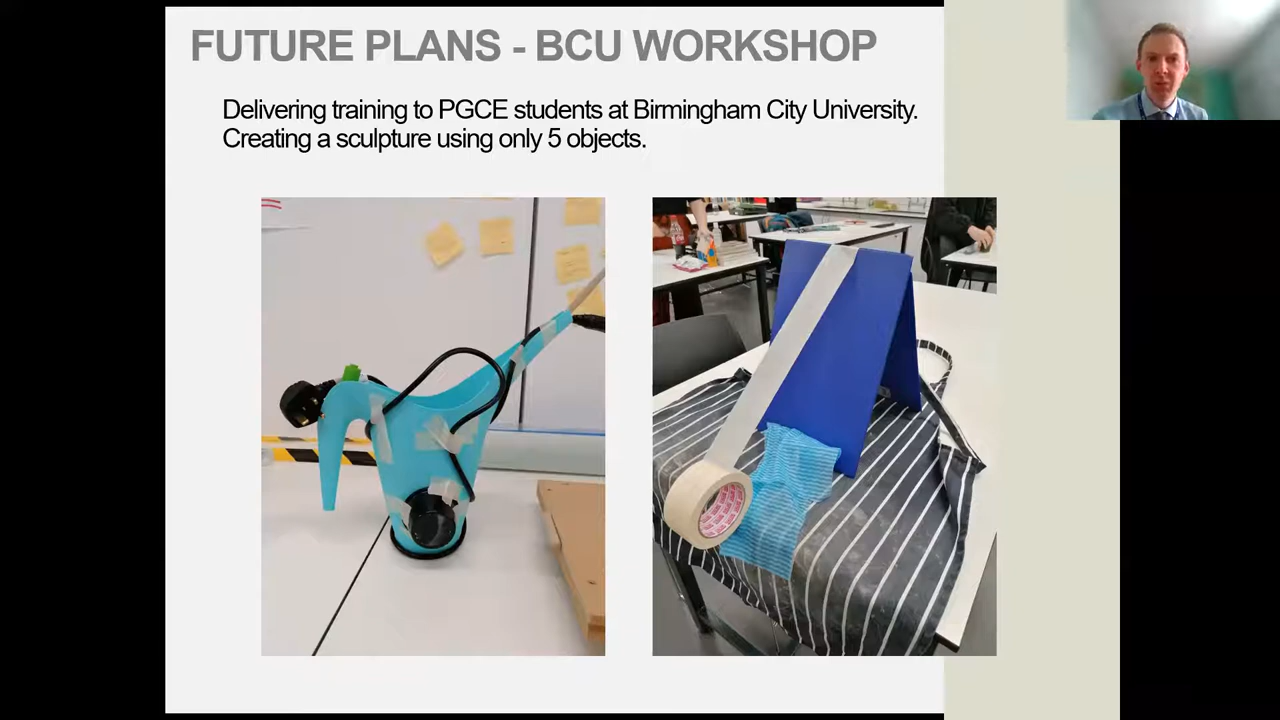 FUTURE PLANS - BCU WORKSHOP
Delivering training to PGCE students at Birmingham City University.
Creating a sculpture using only 5 objects.